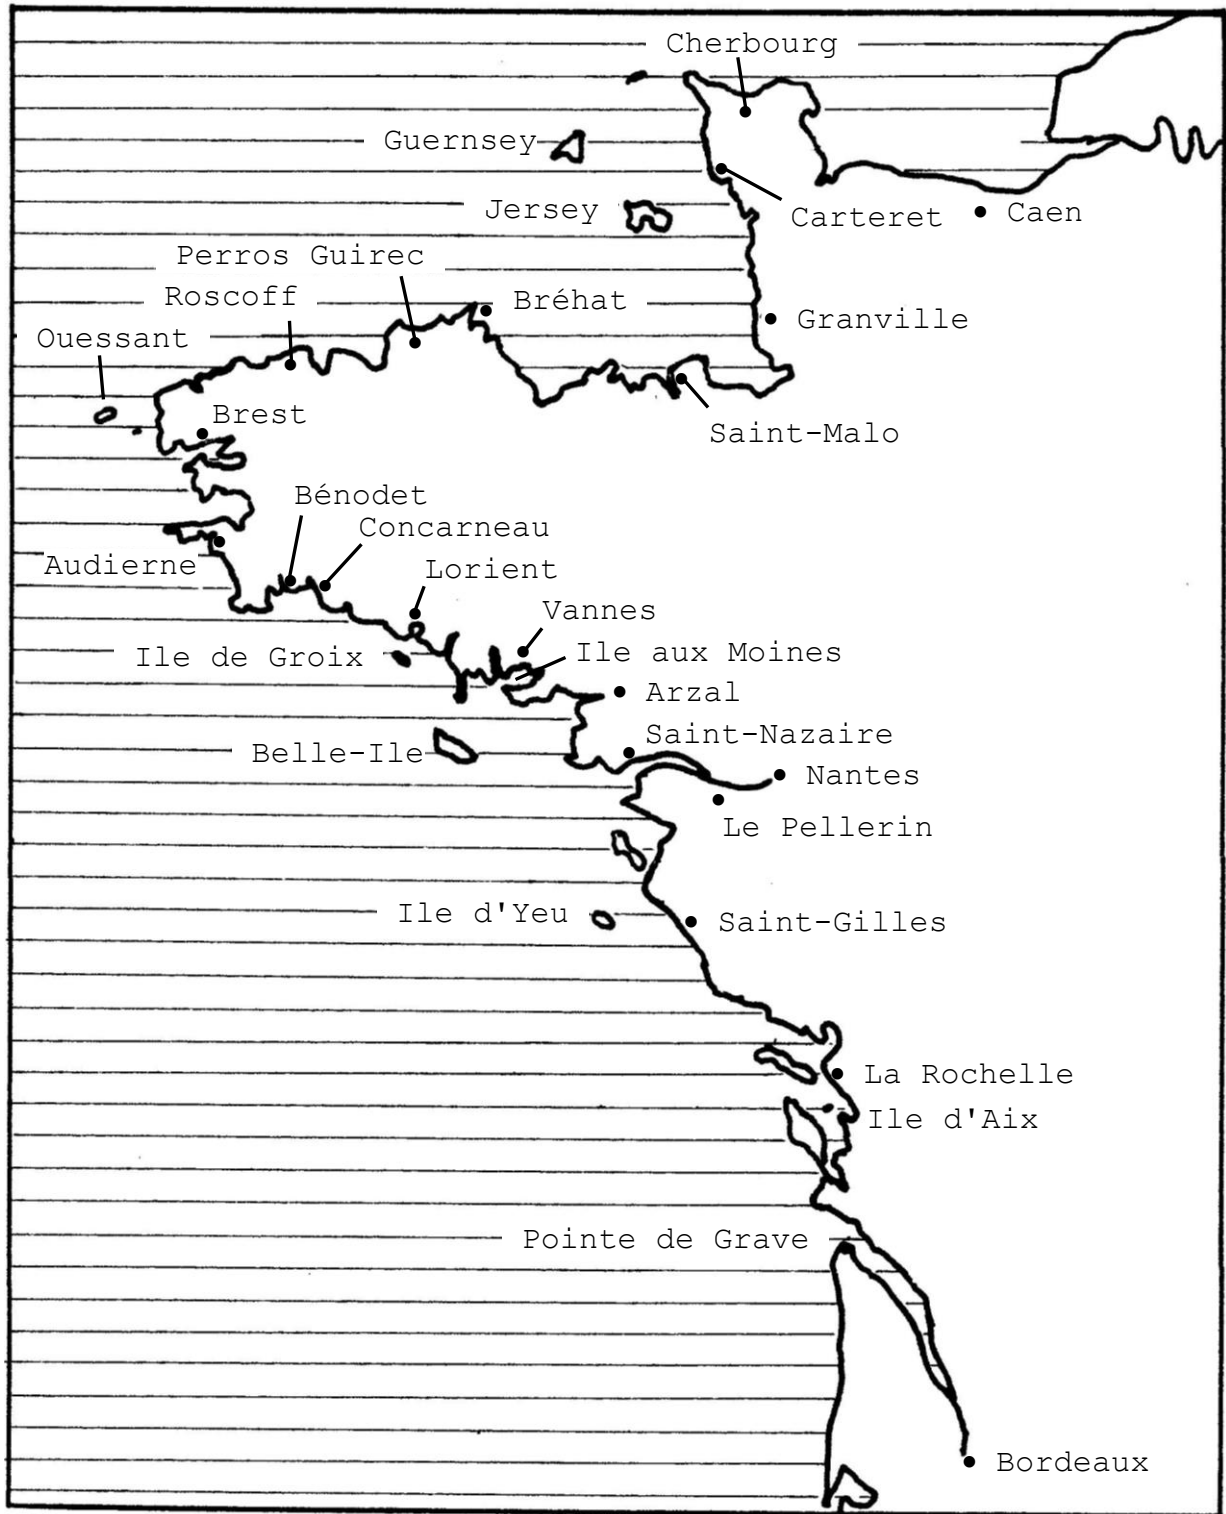 Cherbourg
Guernsey
Jersey
Carteret
Caen
Perros Guirec
Roscoff
Bréhat
Granville
Ouessant
Brest
Saint-Malo
Bénodet
Concarneau
Audierne
Lorient
Vannes
Ile de Groix
Ile aux Moines
Arzal
Saint-Nazaire
Belle-Ile
Nantes
Le Pellerin
Ile d'Yeu
Saint-Gilles
La Rochelle
Ile d'Aix
Pointe de Grave
Bordeaux